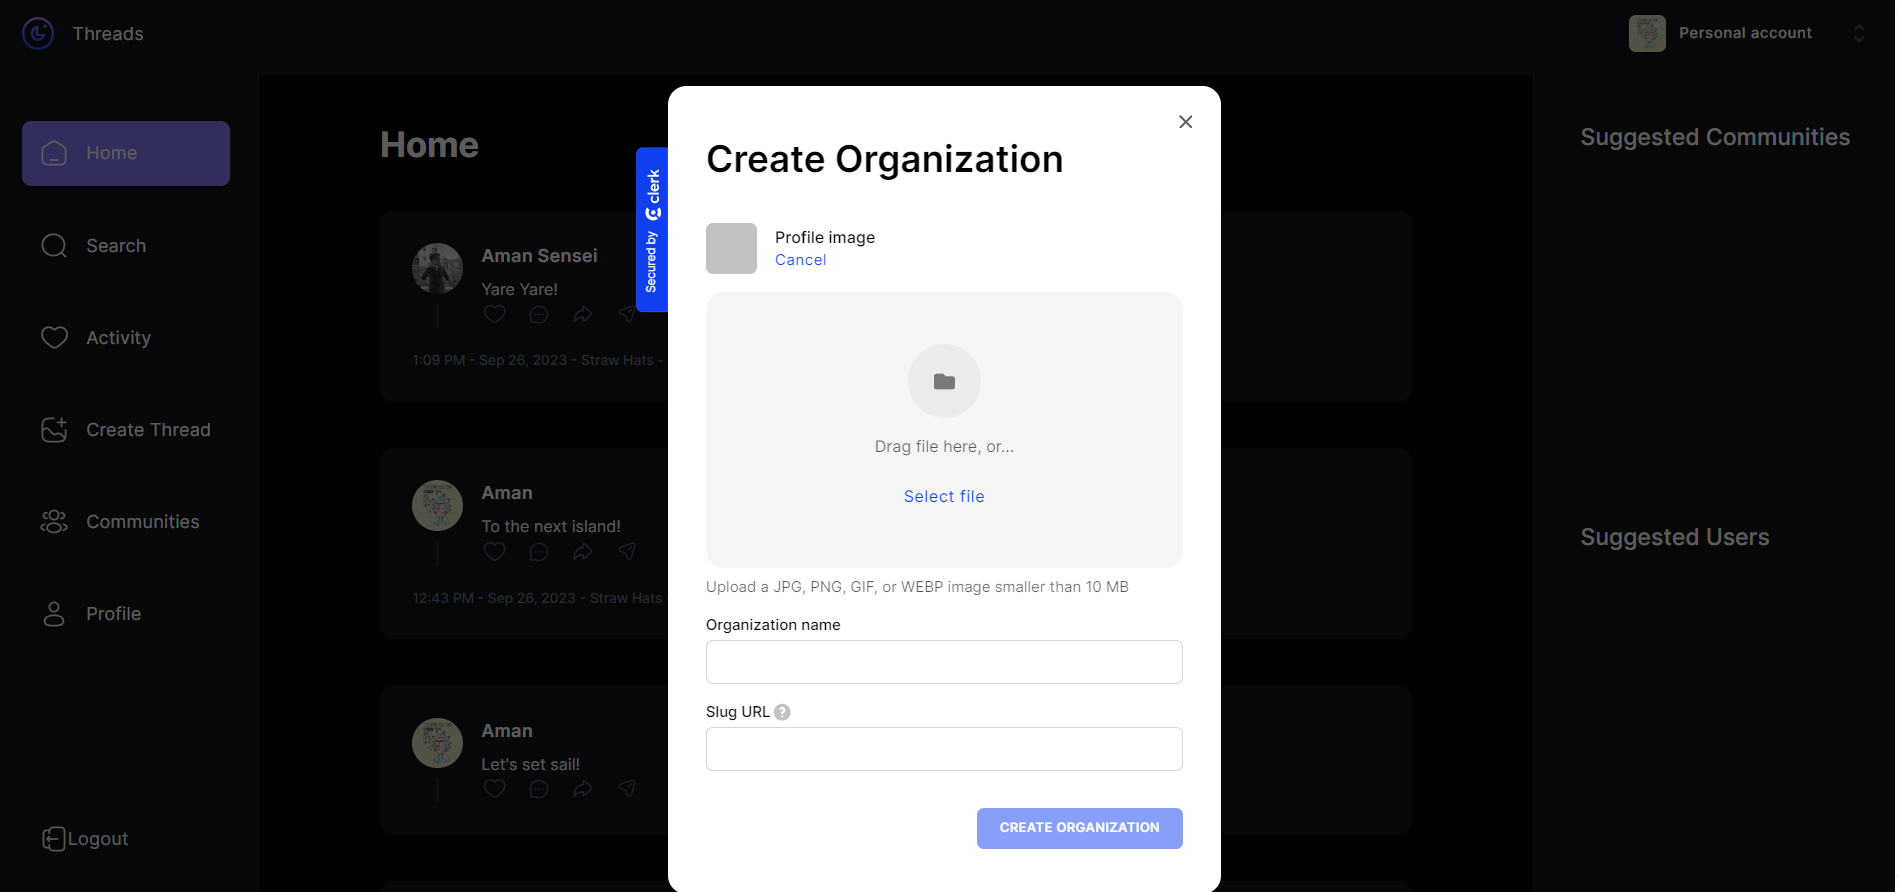 Threads
Personal account
Home
Search
Activity
Create Thread
Communities
Profile
Logout
Home
Aman Sensei
Yare Yare!
1:09 PM - Sep 26, 2023 - Straw Hats -
Aman
To the next island!
12:43 PM - Sep 26, 2023 - Straw Hats
Aman
Let's set sail!
Secured by clerk
Create Organization
Profile image
Cancel
Drag file here, or...
Select file
Upload a JPG, PNG, GIF, or WEBP image smaller than 10 MB
Organization name
Slug URL ?
CREATE ORGANIZATION
Suggested Communities
Suggested Users